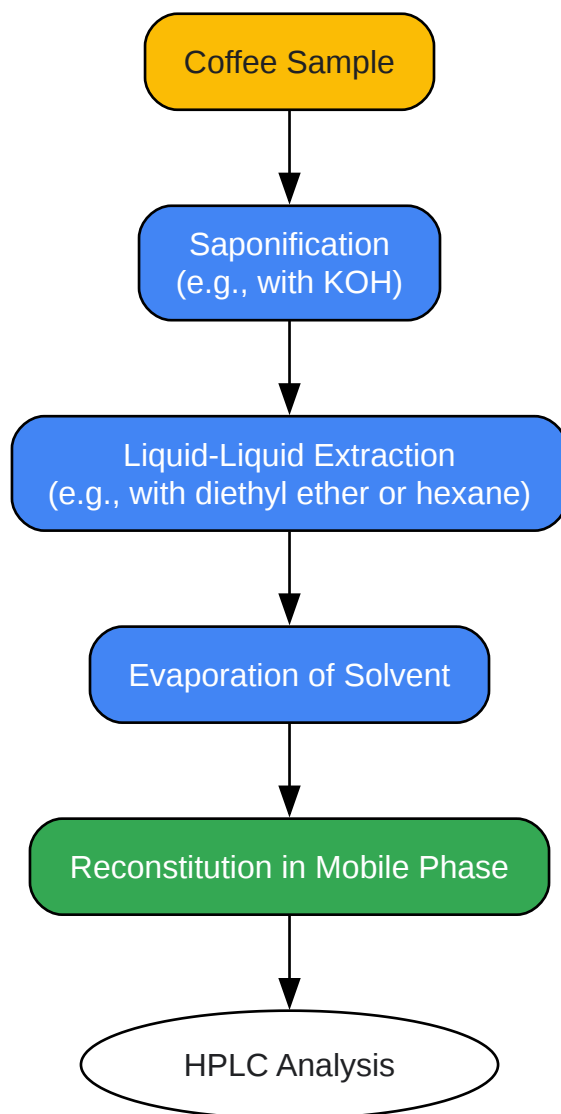 Coffee Sample
Saponification
(e.g., with KOH)
Liquid-Liquid Extraction
(e.g., with diethyl ether or hexane)
Evaporation of Solvent
Reconstitution in Mobile Phase
HPLC Analysis